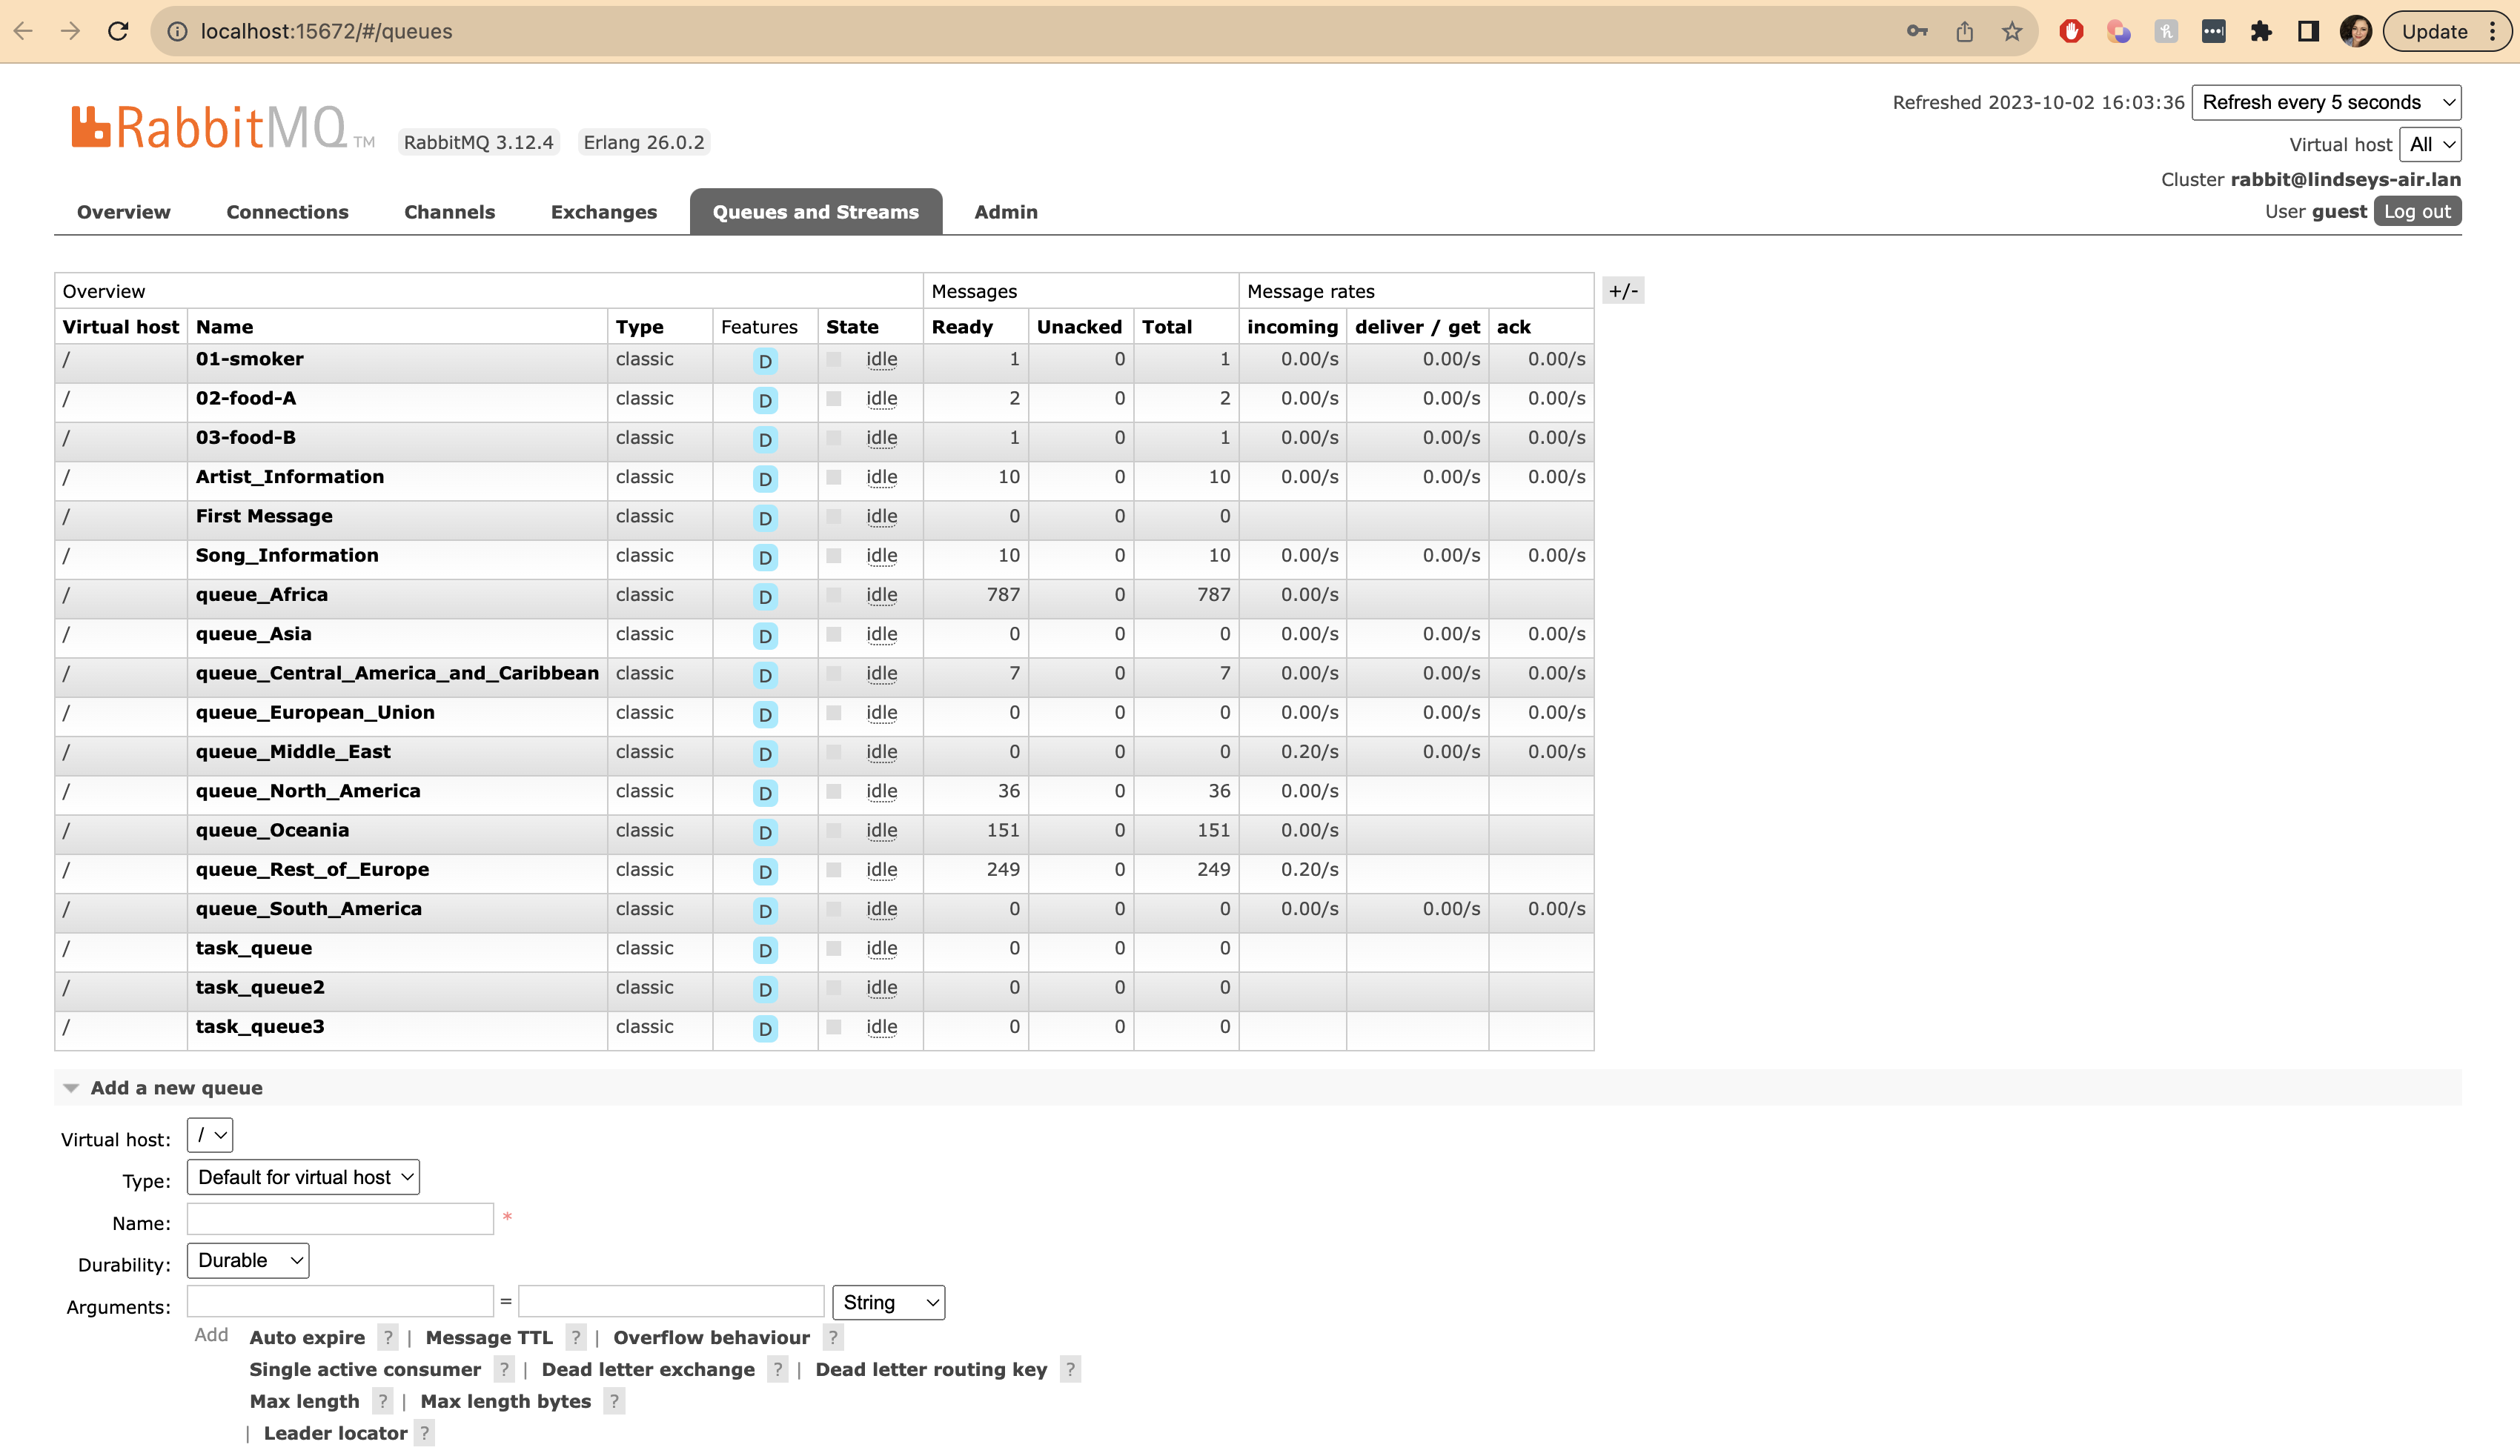 localhost:15672/#/queues
Update
RabbitMQ TM RabbitMQ 3.12.4 Erlang 26.0.2
Refreshed 2023-10-02 16:03:36 Refresh every 5 seconds
Virtual host All
Cluster rabbit@lindseys-air.lan
User guest Log out
Overview Connections Channels Exchanges Queues and Streams Admin
Overview Messages Message rates +/-
Virtual host Name Type Features State Ready Unacked Total incoming deliver / get ack
/ 01-smoker classic D idle 1 0 1 0.00/s 0.00/s 0.00/s
/ 02-food-A classic D idle 2 0 2 0.00/s 0.00/s 0.00/s
/ 03-food-B classic D idle 1 0 1 0.00/s 0.00/s 0.00/s
/ Artist_Information classic D idle 10 0 10 0.00/s 0.00/s 0.00/s
/ First Message classic D idle 0 0 0
/ Song_Information classic D idle 10 0 10 0.00/s 0.00/s 0.00/s
/ queue_Africa classic D idle 787 0 787 0.00/s
/ queue_Asia classic D idle 0 0 0 0.00/s 0.00/s 0.00/s
/ queue_Central_America_and_Caribbean classic D idle 7 0 7 0.00/s 0.00/s 0.00/s
/ queue_European_Union classic D idle 0 0 0 0.00/s 0.00/s 0.00/s
/ queue_Middle_East classic D idle 0 0 0 0.20/s 0.00/s 0.00/s
/ queue_North_America classic D idle 36 0 36 0.00/s
/ queue_Oceania classic D idle 151 0 151 0.00/s
/ queue_Rest_of_Europe classic D idle 249 0 249 0.20/s
/ queue_South_America classic D idle 0 0 0 0.00/s 0.00/s 0.00/s
/ task_queue classic D idle 0 0 0
/ task_queue2 classic D idle 0 0 0
/ task_queue3 classic D idle 0 0 0
Add a new queue
Virtual host: /
Type: Default for virtual host
Name: *
Durability: Durable
Arguments: = String
Add Auto expire ? | Message TTL ? | Overflow behaviour ?
Single active consumer ? | Dead letter exchange ? | Dead letter routing key ?
Max length ? | Max length bytes ?
| Leader locator ?